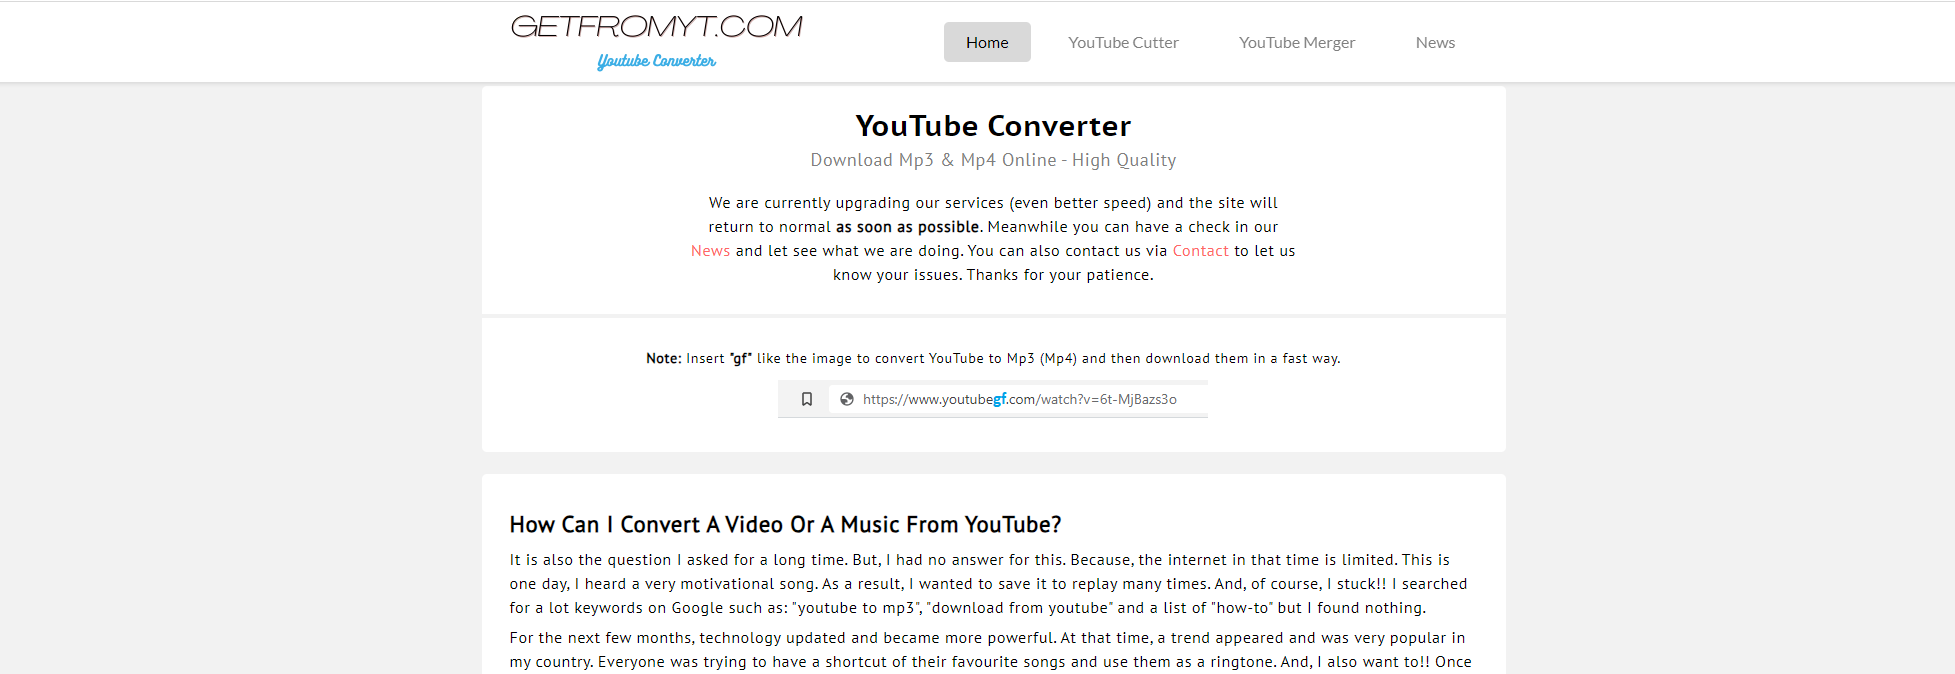 GETFROMYT.COM
Youtube Converter
Home YouTube Cutter YouTube Merger News
YouTube Converter
Download Mp3 & Mp4 Online - High Quality
We are currently upgrading our services (even better speed) and the site will
return to normal as soon as possible. Meanwhile you can have a check in our
News and let see what we are doing. You can also contact us via Contact to let us
know your issues. Thanks for your patience.
Note: Insert "gf" like the image to convert YouTube to Mp3 (Mp4) and then download them in a fast way.
https://www.youtubegf.com/watch?v=6t-MjBazs3o
How Can I Convert A Video Or A Music From YouTube?
It is also the question I asked for a long time. But, I had no answer for this. Because, the internet in that time is limited. This is
one day, I heard a very motivational song. As a result, I wanted to save it to replay many times. And, of course, I stuck!! I searched
for a lot keywords on Google such as: "youtube to mp3", "download from youtube" and a list of "how-to" but I found nothing.
For the next few months, technology updated and became more powerful. At that time, a trend appeared and was very popular in
my country. Everyone was trying to have a shortcut of their favourite songs and use them as a ringtone. And, I also want to!! Once